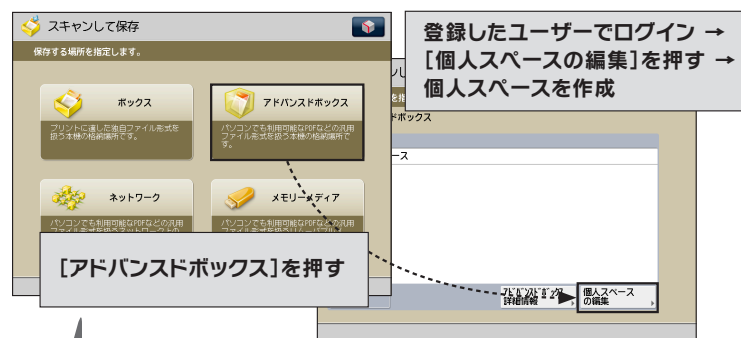 スキャンして保存
保存する場所を指定します。
ボックス
プリントに適した独自ファイル形式を
扱う本機の格納場所です。
アドバンスドボックス
パソコンでも利用可能なPDFなどの汎用
ファイル形式を扱う本機の格納場所で
す。
ネットワーク
パソコンでも利用可能なPDFなどの汎用
メモリーメディア
パソコンでも利用可能なPDFなどの汎用
[アドバンスドボックス]を押す
登録したユーザーでログイン →
[個人スペースの編集]を押す →
個人スペースを作成
ドボックス
ース
アドバンスドボックス
詳細情報
個人スペース
の編集